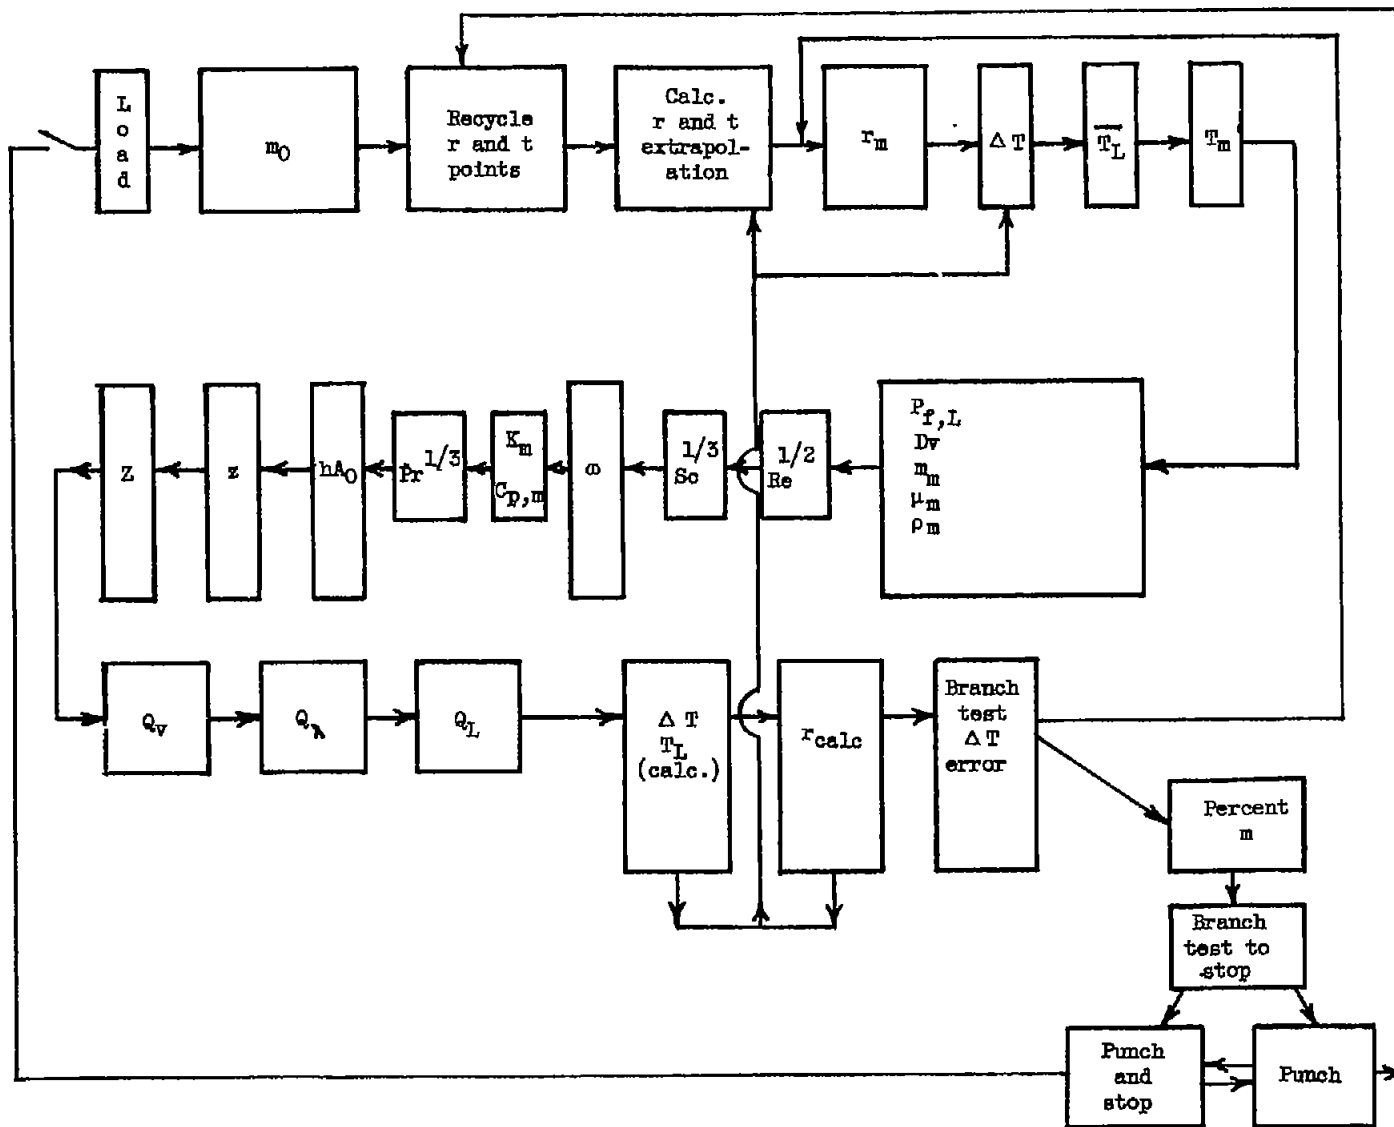 L
o
a
d
m0
Recycle
r and t
points
Calc.
r and t
extrapol-
ation
rm
Δ T
T̅L
Tm
Z
z
hA0
Pr 1/3
Km
Cp,m
ω
Sc 1/3
Re 1/2
Pf,L
Dv
mm
μm
ρm
Qv
Qλ
QL
Δ T
TL
(calc.)
rcalc
Branch
test
Δ T
error
Percent
m
Branch
test to
stop
Punch
and
stop
Punch